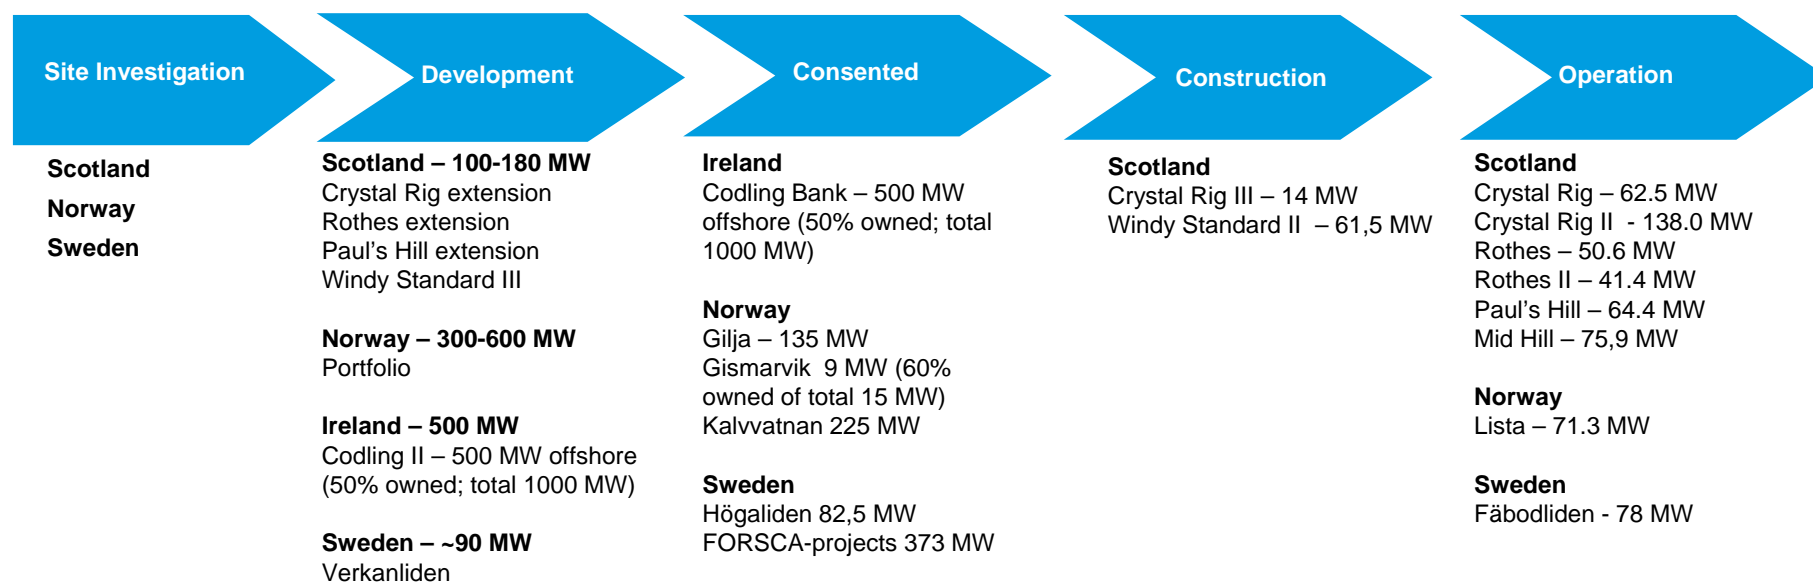 Site Investigation
Development
Consented
Construction
Operation
Scotland
Norway
Sweden
Scotland – 100-180 MW
Crystal Rig extension
Rothes extension
Paul's Hill extension
Windy Standard III
Norway – 300-600 MW
Portfolio
Ireland – 500 MW
Codling II – 500 MW offshore
(50% owned; total 1000 MW)
Sweden – ~90 MW
Verkanliden
Ireland
Codling Bank – 500 MW
offshore (50% owned; total
1000 MW)
Norway
Gilja – 135 MW
Gismarvik  9 MW (60%
owned of total 15 MW)
Kalvvatnan 225 MW
Sweden
Högaliden 82,5 MW
FORSCA-projects 373 MW
Scotland
Crystal Rig III – 14 MW
Windy Standard II  – 61,5 MW
Scotland
Crystal Rig – 62.5 MW
Crystal Rig II  - 138.0 MW
Rothes – 50.6 MW
Rothes II – 41.4 MW
Paul's Hill – 64.4 MW
Mid Hill – 75,9 MW
Norway
Lista – 71.3 MW
Sweden
Fäbodliden - 78 MW